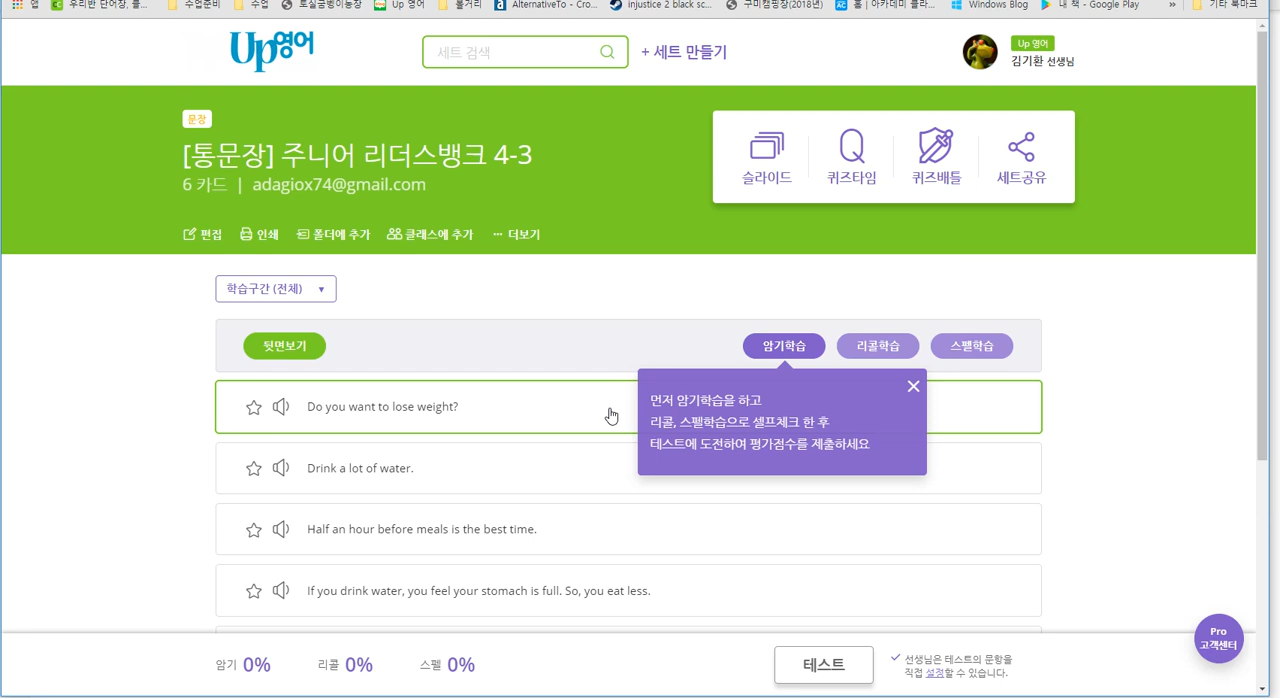 앱
우리반 단어장, 클...
수업준비
수업
토실금병이농장
Up 영어
볼거리
AlternativeTo - Cro...
injustice 2 black sc...
구미캠핑장(2018년)
홈 | 아카데미 클라...
Windows Blog
내 책 - Google Play
»
기타 북마크
Up영어
세트 검색
+ 세트 만들기
Up 영어
김기환 선생님
문장
[통문장] 주니어 리더스뱅크 4-3
6 카드 | adagiox74@gmail.com
슬라이드
퀴즈타임
퀴즈배틀
세트공유
편집
인쇄
폴더에 추가
클래스에 추가
··· 더보기
학습구간 (전체) ▼
뒷면보기
암기학습
리콜학습
스펠학습
먼저 암기학습을 하고
리콜, 스펠학습으로 셀프체크 한 후
테스트에 도전하여 평가점수를 제출하세요
Do you want to lose weight?
Drink a lot of water.
Half an hour before meals is the best time.
If you drink water, you feel your stomach is full. So, you eat less.
Pro
고객센터
암기 0%
리콜 0%
스펠 0%
테스트
선생님은 테스트의 문항을
직접 설정할 수 있습니다.